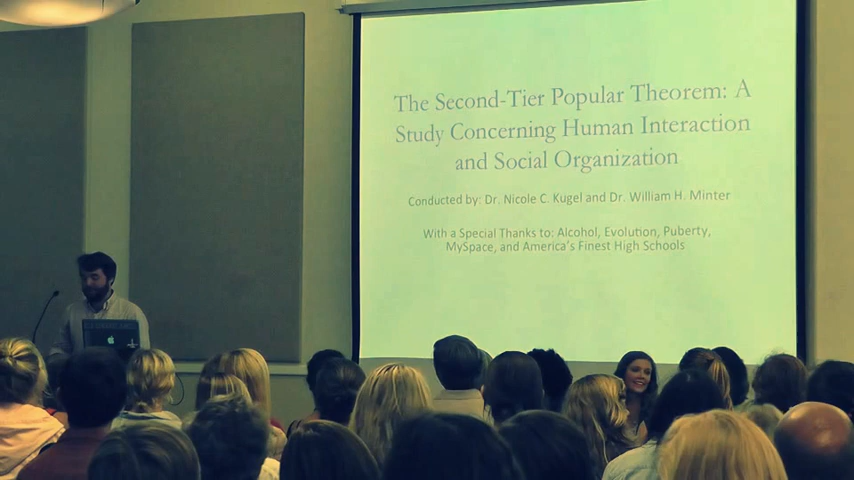 The Second-Tier Popular Theorem: A
Study Concerning Human Interaction
and Social Organization
Conducted by: Dr. Nicole C. Kugel and Dr. William H. Minter
With a Special Thanks to: Alcohol, Evolution, Puberty,
MySpace, and America's Finest High Schools